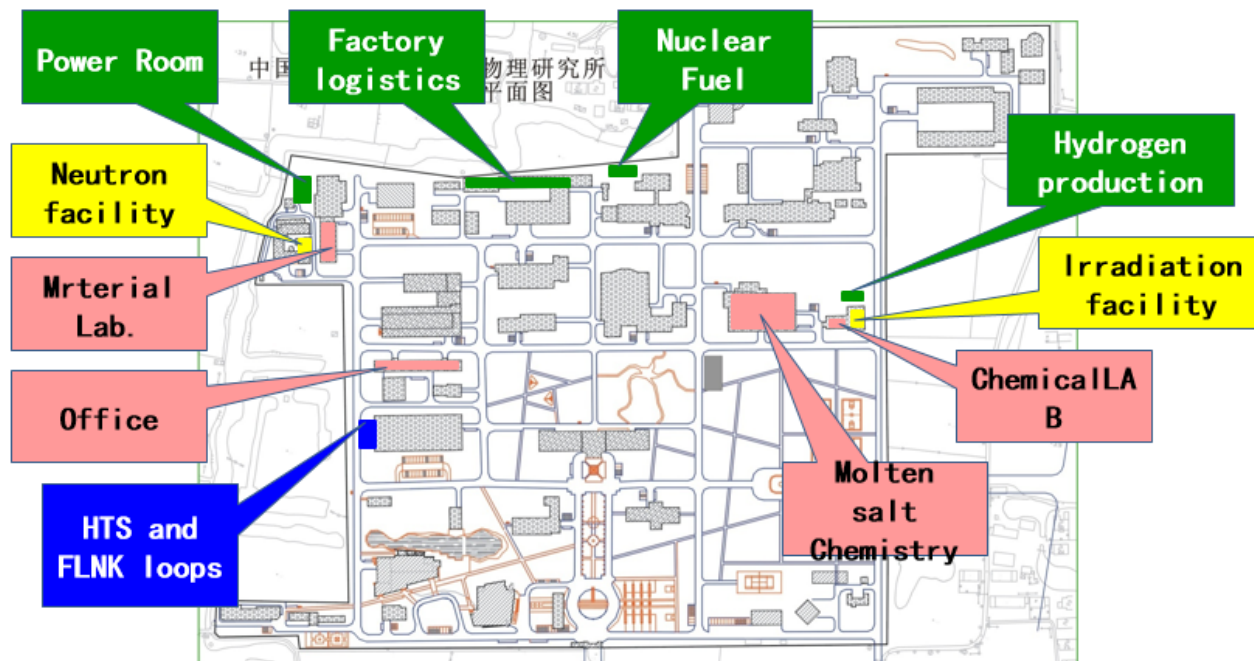 Power Room
Factory
logistics
Nuclear
Fuel
中国
物理研究所
平面图
Neutron
facility
Hydrogen
production
Mrterial
Lab.
Irradiation
facility
Office
ChemicalLA
B
HTS and
FLNK loops
Molten
salt
Chemistry